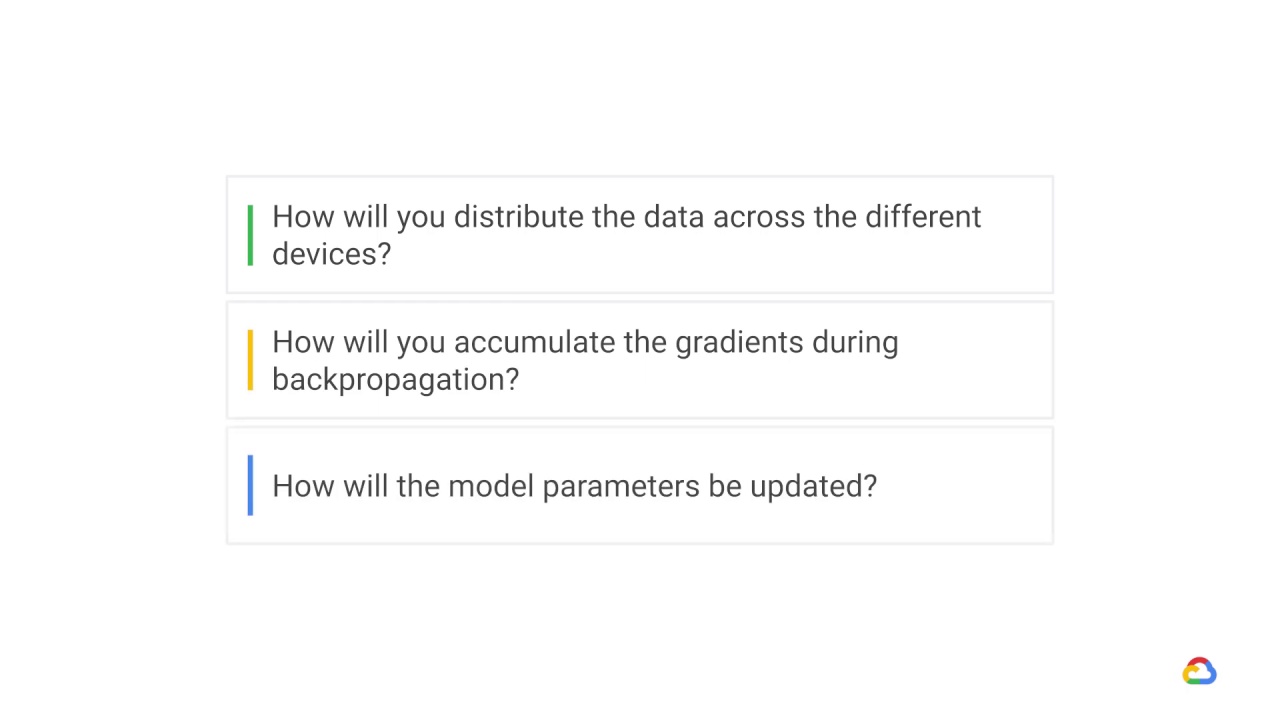 How will you distribute the data across the different
devices?
How will you accumulate the gradients during
backpropagation?
How will the model parameters be updated?